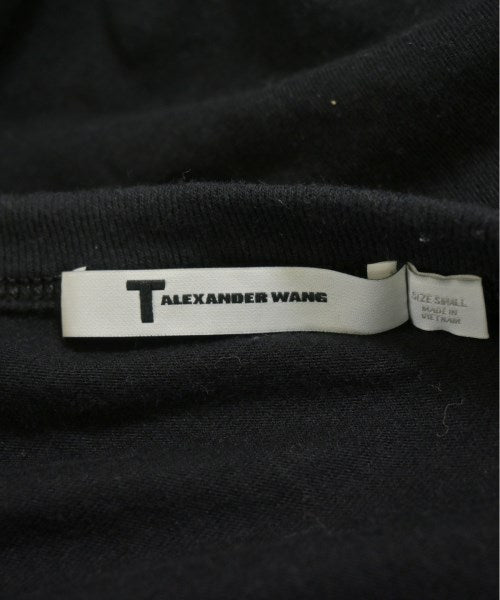 T ALEXANDER WANG
SIZE SMALL
MADE IN
VIETNAM